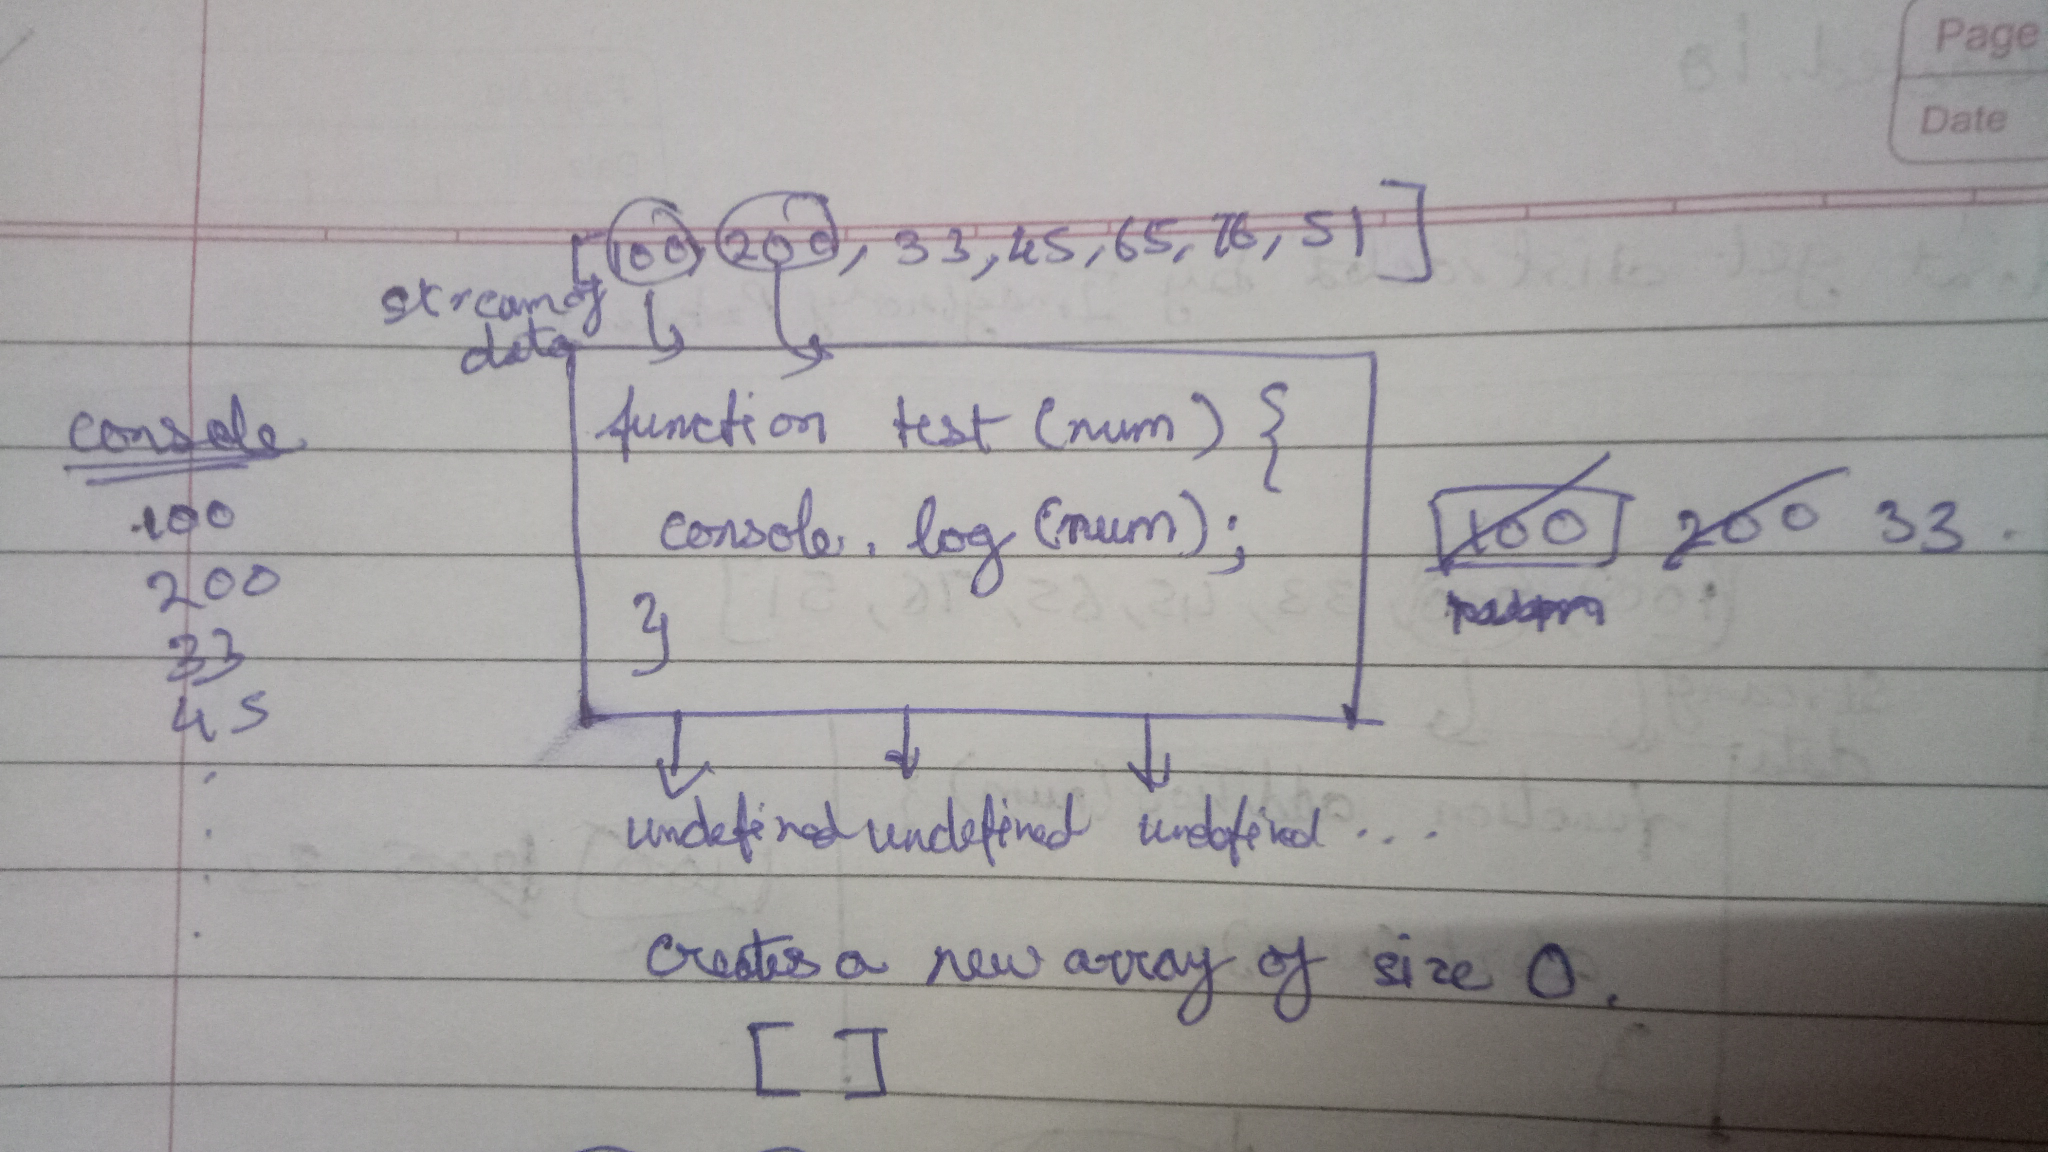 Page
Date
[100, 200, 33, 45, 65, 76, 51]
stream of
data
function test (num) {
console
console.log (num);
}
100
200
33
45
.
.
.
.
100 200 33 .
undefined undefined undefined ...
creates a new array of size 0.
[ ]